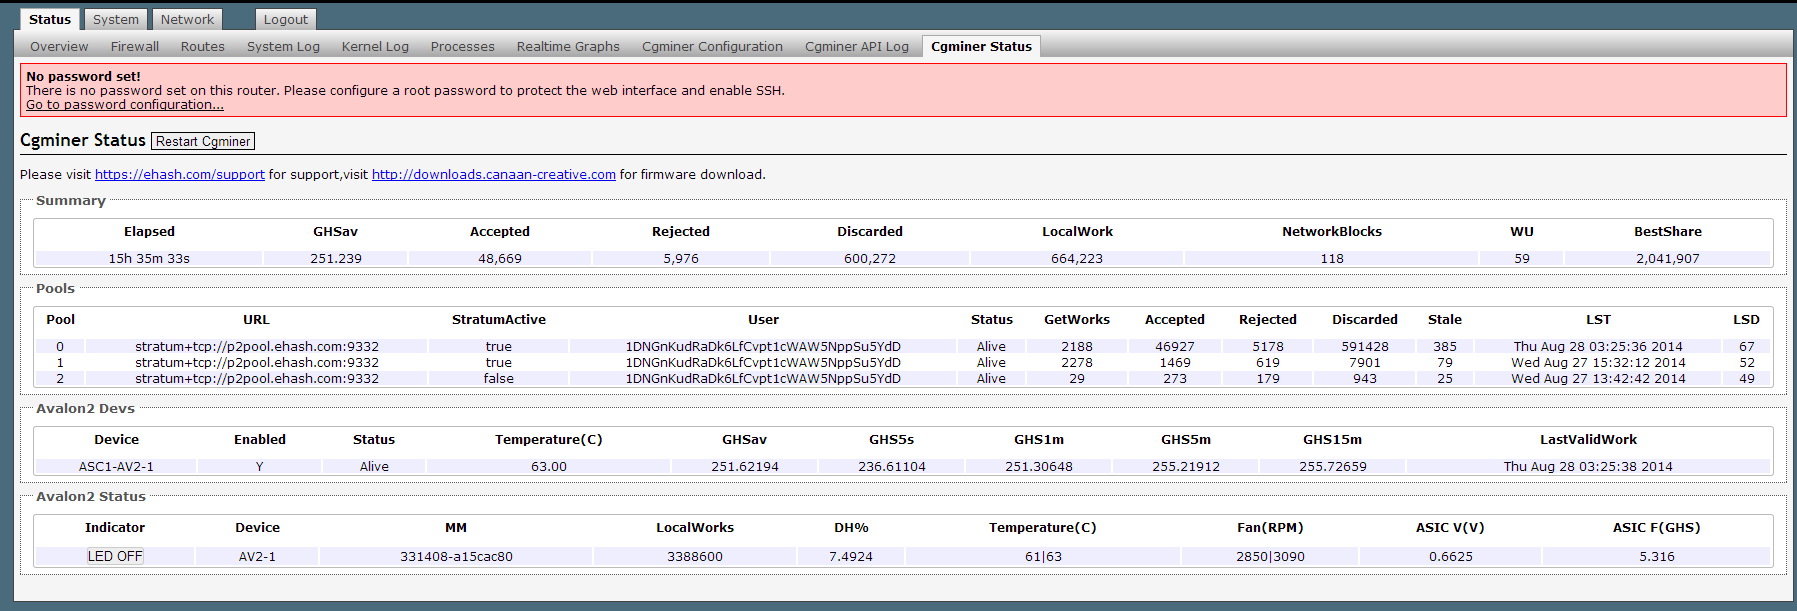 Status System Network Logout
Overview Firewall Routes System Log Kernel Log Processes Realtime Graphs Cgminer Configuration Cgminer API Log Cgminer Status
No password set!
There is no password set on this router. Please configure a root password to protect the web interface and enable SSH.
Go to password configuration...
Cgminer Status Restart Cgminer
Please visit https://ehash.com/support for support,visit http://downloads.canaan-creative.com for firmware download.
Summary
Elapsed GHSav Accepted Rejected Discarded LocalWork NetworkBlocks WU BestShare
15h 35m 33s 251.239 48,669 5,976 600,272 664,223 118 59 2,041,907
Pools
Pool URL StratumActive User Status GetWorks Accepted Rejected Discarded Stale LST LSD
0 stratum+tcp://p2pool.ehash.com:9332 true 1DNGnKudRaDk6LfCvpt1cWAW5NppSu5YdD Alive 2188 46927 5178 591428 385 Thu Aug 28 03:25:36 2014 67
1 stratum+tcp://p2pool.ehash.com:9332 true 1DNGnKudRaDk6LfCvpt1cWAW5NppSu5YdD Alive 2278 1469 619 7901 79 Wed Aug 27 15:32:12 2014 52
2 stratum+tcp://p2pool.ehash.com:9332 false 1DNGnKudRaDk6LfCvpt1cWAW5NppSu5YdD Alive 29 273 179 943 25 Wed Aug 27 13:42:42 2014 49
Avalon2 Devs
Device Enabled Status Temperature(C) GHSav GHS5s GHS1m GHS5m GHS15m LastValidWork
ASC1-AV2-1 Y Alive 63.00 251.62194 236.61104 251.30648 255.21912 255.72659 Thu Aug 28 03:25:38 2014
Avalon2 Status
Indicator Device MM LocalWorks DH% Temperature(C) Fan(RPM) ASIC V(V) ASIC F(GHS)
LED OFF AV2-1 331408-a15cac80 3388600 7.4924 61|63 2850|3090 0.6625 5.316